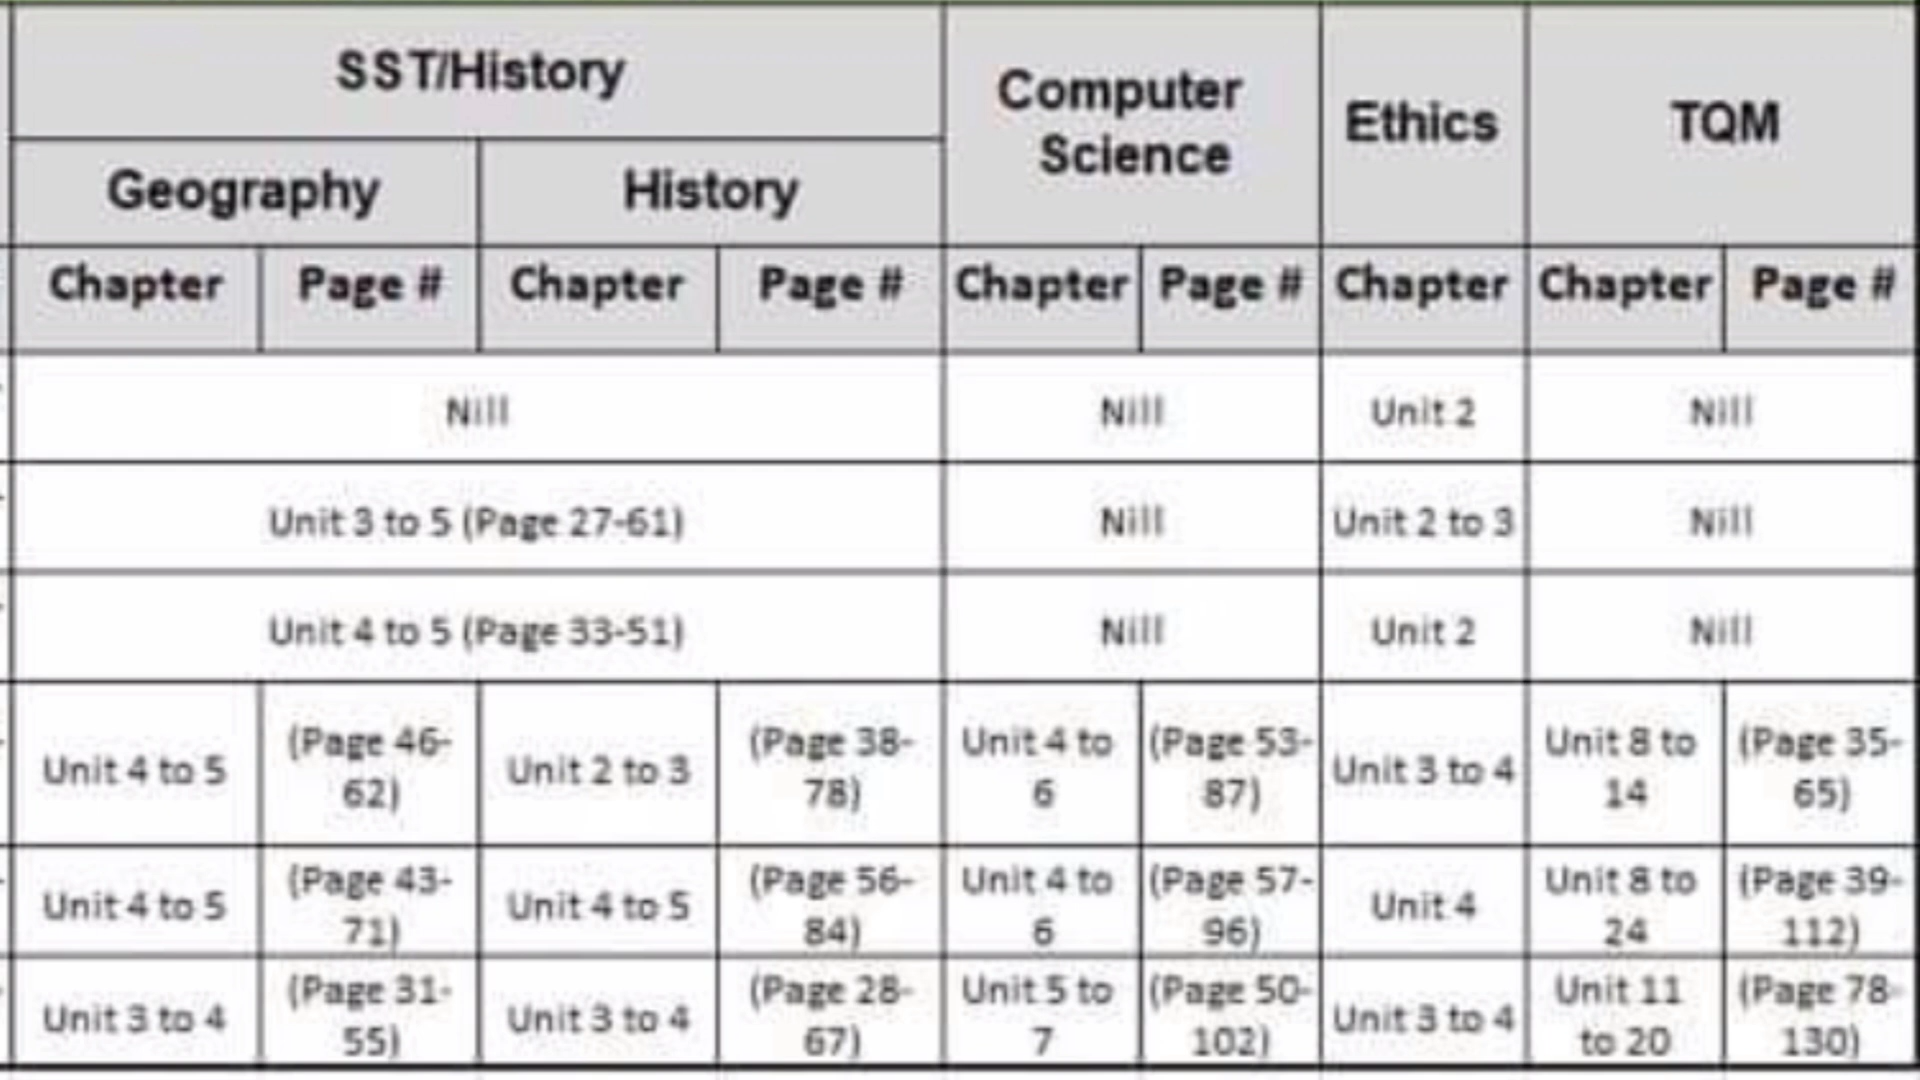 SST/History
Computer
Science
Ethics
TQM
Geography
History
Chapter Page # Chapter Page # Chapter Page # Chapter Chapter Page #
Nill Nill Unit 2 Nill
Unit 3 to 5 (Page 27-61) Nill Unit 2 to 3 Nill
Unit 4 to 5 (Page 33-51) Nill Unit 2 Nill
Unit 4 to 5
(Page 46-
62)
Unit 2 to 3
(Page 38-
78)
Unit 4 to
6
(Page 53-
87)
Unit 3 to 4
Unit 8 to
14
(Page 35-
65)
Unit 4 to 5
(Page 43-
71)
Unit 4 to 5
(Page 56-
84)
Unit 4 to
6
(Page 57-
96)
Unit 4
Unit 8 to
24
(Page 39-
112)
Unit 3 to 4
(Page 31-
55)
Unit 3 to 4
(Page 28-
67)
Unit 5 to
7
(Page 50-
102)
Unit 3 to 4
Unit 11
to 20
(Page 78-
130)